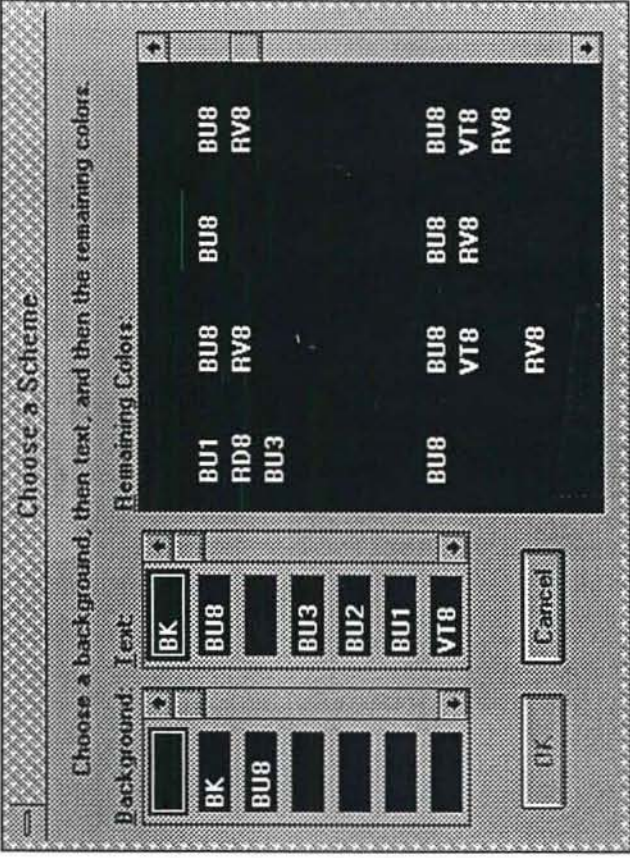 Choose a Scheme
Choose a background, then text, and then the remaining colors.
Background:
BK
BU8
Text:
BK
BU8
BU3
BU2
BU1
VT8
Remaining Colors:
BU1 BU8 BU8 BU8
RD8 RV8 RV8
BU3
BU8 BU8 BU8 BU8
VT8 RV8 VT8
RV8
RV8
OK
Cancel